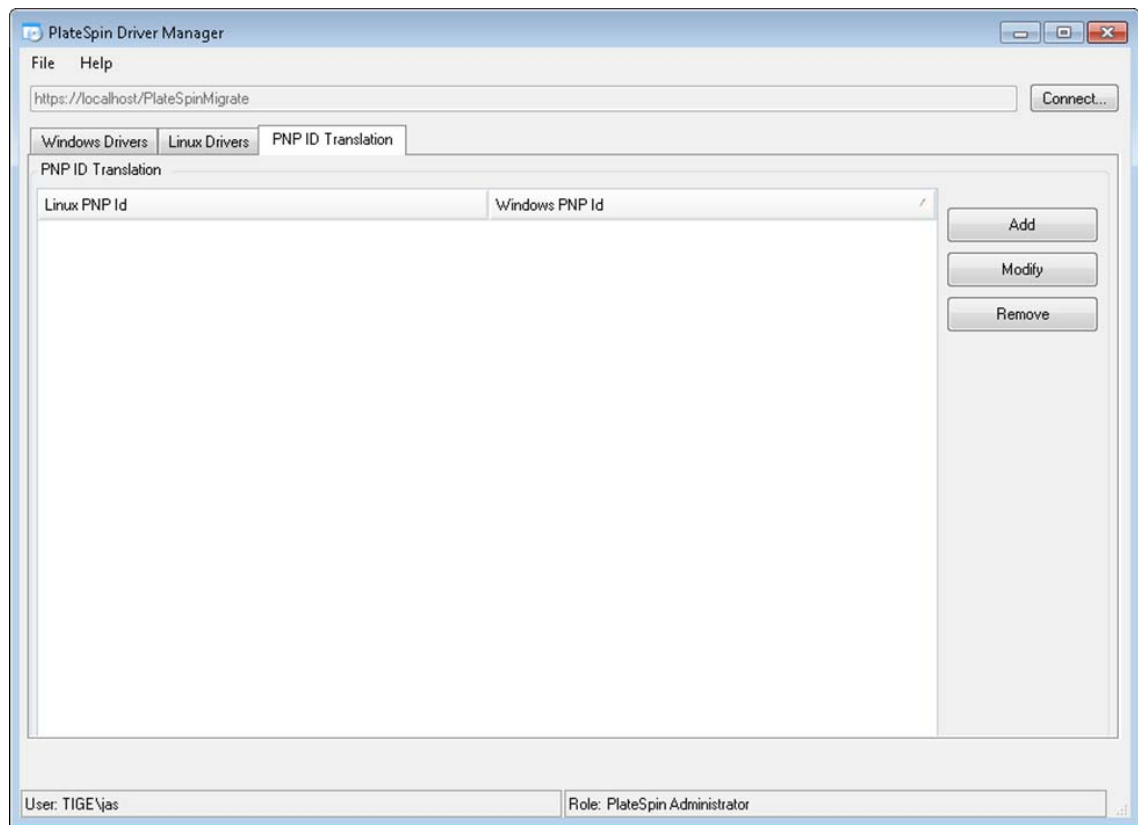 PlateSpin Driver Manager
File Help
https://localhost/PlateSpinMigrate
Connect...
Windows Drivers Linux Drivers PNP ID Translation
PNP ID Translation
Linux PNP Id Windows PNP Id
Add
Modify
Remove
User: TIGE\jas Role: PlateSpin Administrator